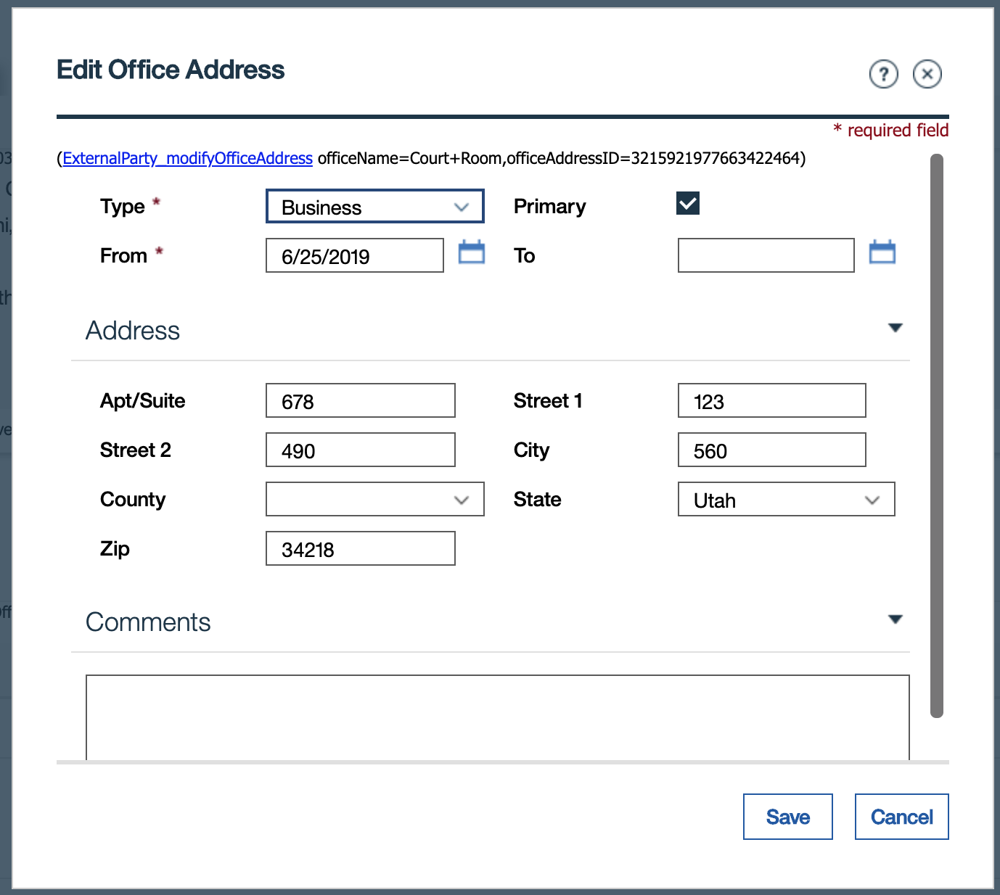 Edit Office Address
?
* required field
(ExternalParty_modifyOfficeAddress officeName=Court+Room,officeAddressID=3215921977663422464)
Type * Business Primary
From * 6/25/2019 To
Address
Apt/Suite 678 Street 1 123
Street 2 490 City 560
County State Utah
Zip 34218
Comments
Save Cancel